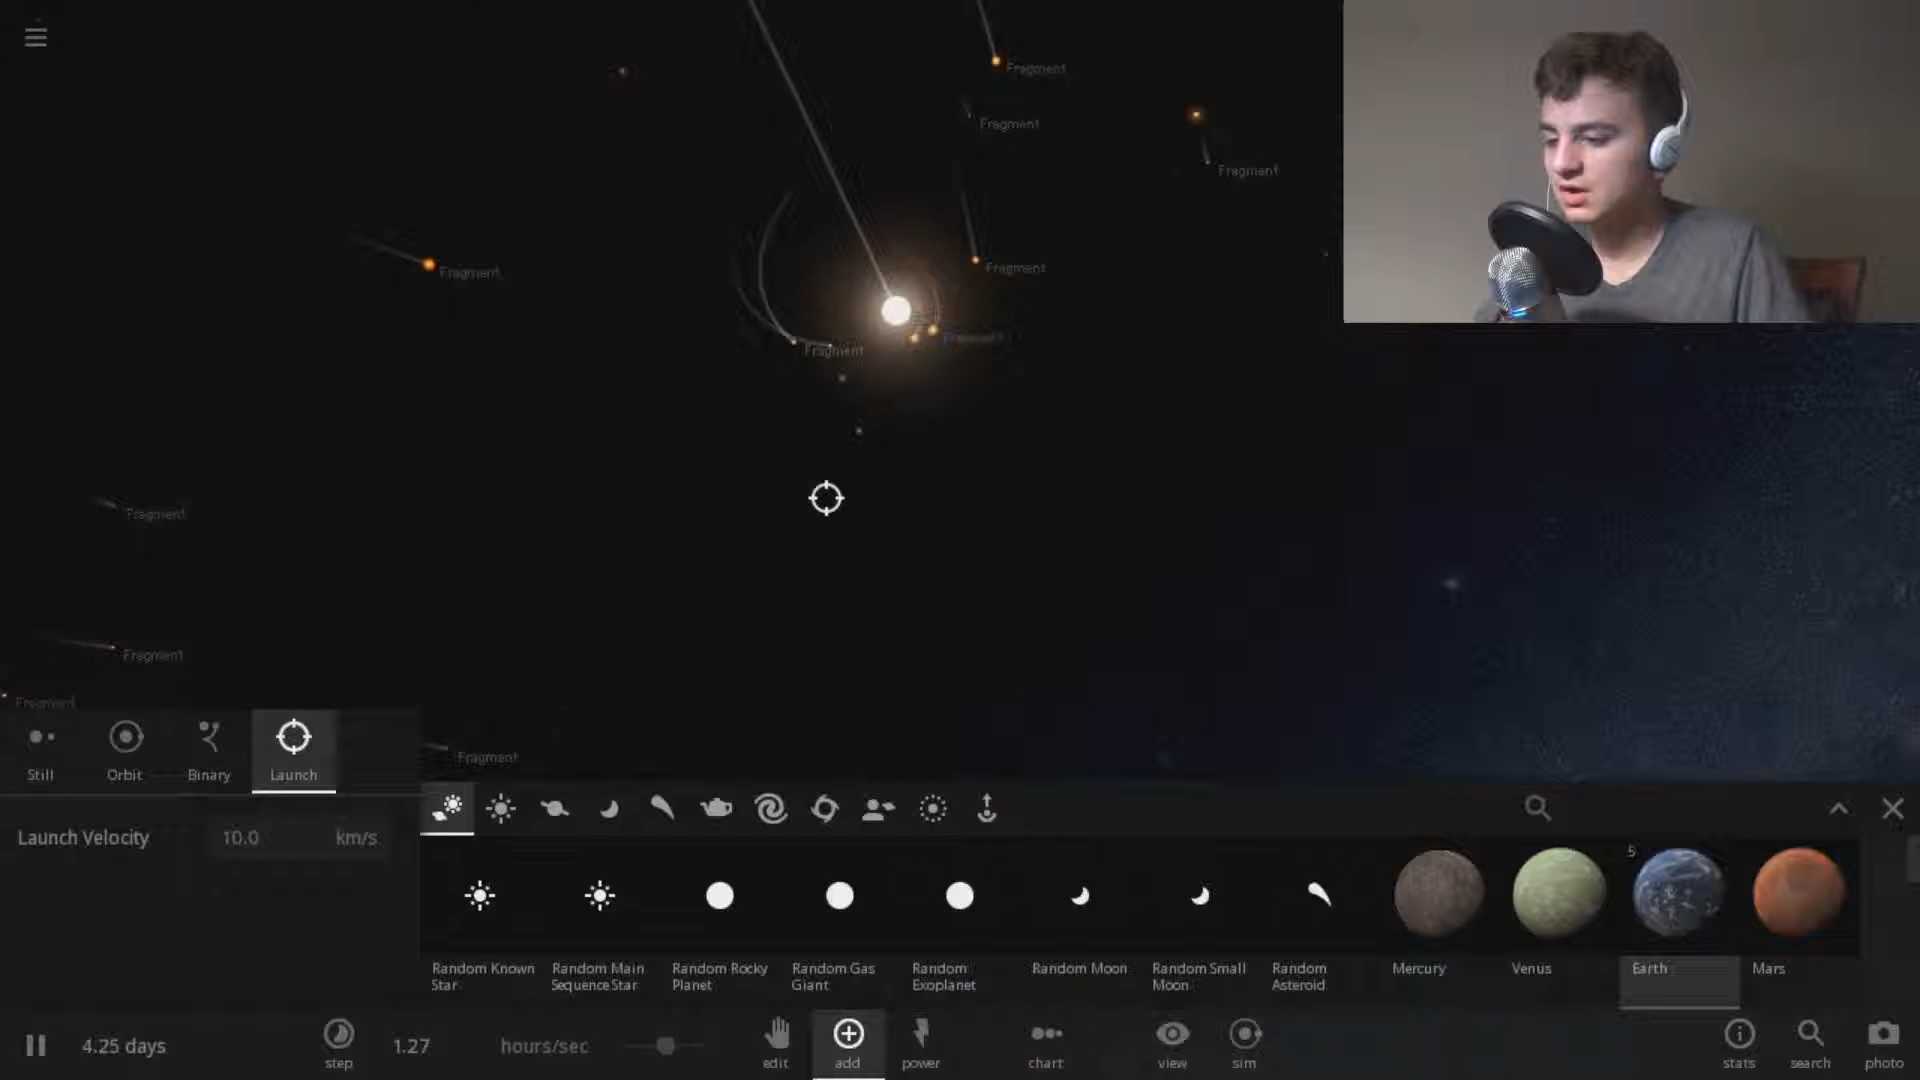 Fragment
Fragment
Fragment
Fragment
Fragment
Fragment
Fragment
Fragment
Fragment
Fragment
Still
Orbit
Binary
Launch
Launch Velocity 10.0 km/s
5
Random Known Star
Random Main Sequence Star
Random Rocky Planet
Random Gas Giant
Random Exoplanet
Random Moon
Random Small Moon
Random Asteroid
Mercury
Venus
Earth
Mars
4.25 days
step
1.27 hours/sec
edit
add
power
chart
view
sim
stats
search
photo